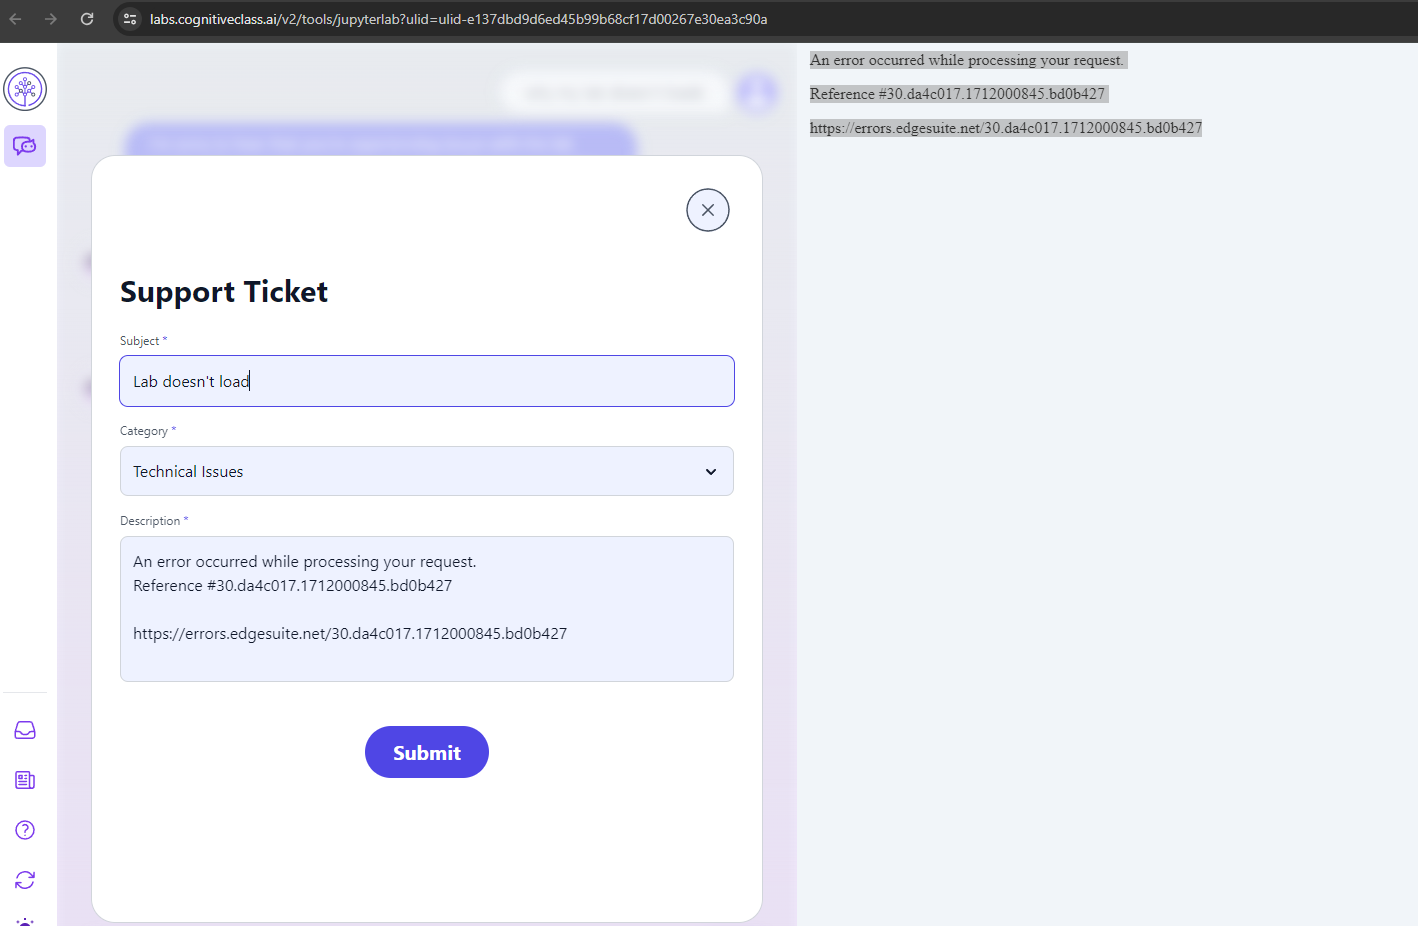 labs.cognitiveclass.ai/v2/tools/jupyterlab?ulid=ulid-e137dbd9d6ed45b99b68cf17d00267e30ea3c90a
An error occurred while processing your request.
Reference #30.da4c017.1712000845.bd0b427
https://errors.edgesuite.net/30.da4c017.1712000845.bd0b427
Support Ticket
Subject *
Lab doesn't load
Category *
Technical Issues
Description *
An error occurred while processing your request.
Reference #30.da4c017.1712000845.bd0b427
https://errors.edgesuite.net/30.da4c017.1712000845.bd0b427
Submit